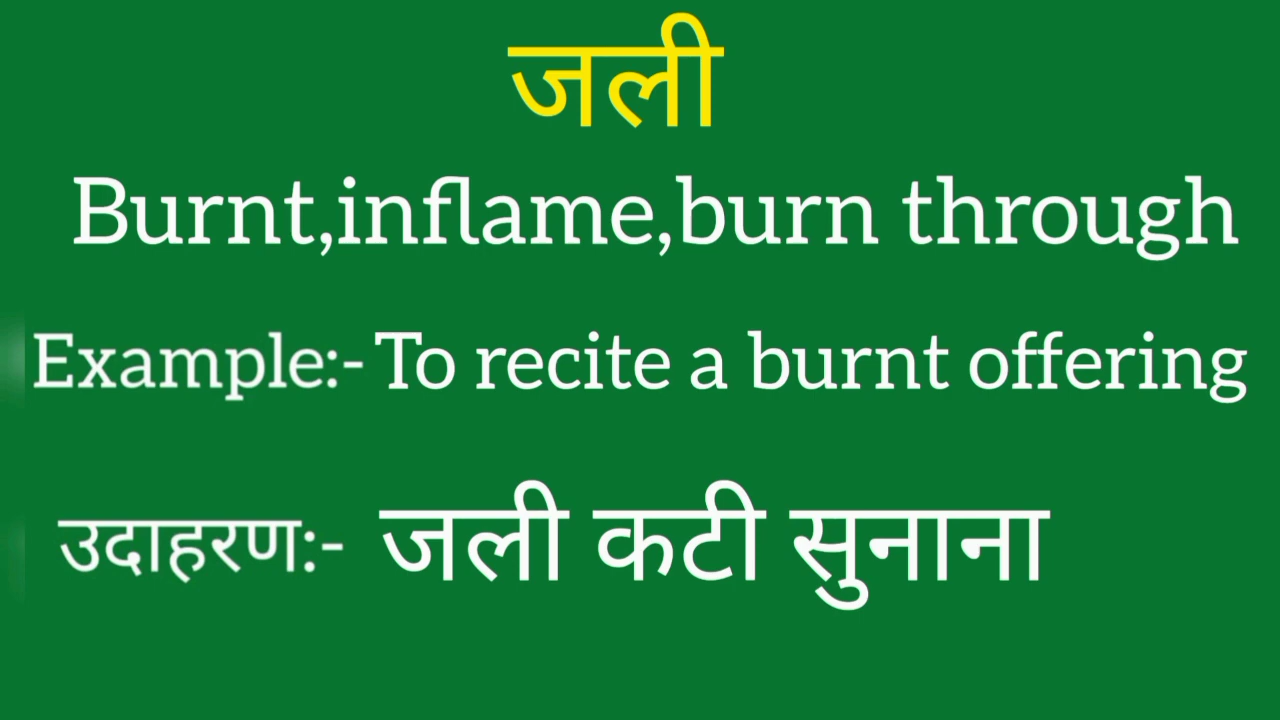 जली
Burnt,inflame,burn through
Example:- To recite a burnt offering
उदाहरण:- जली कटी सुनाना